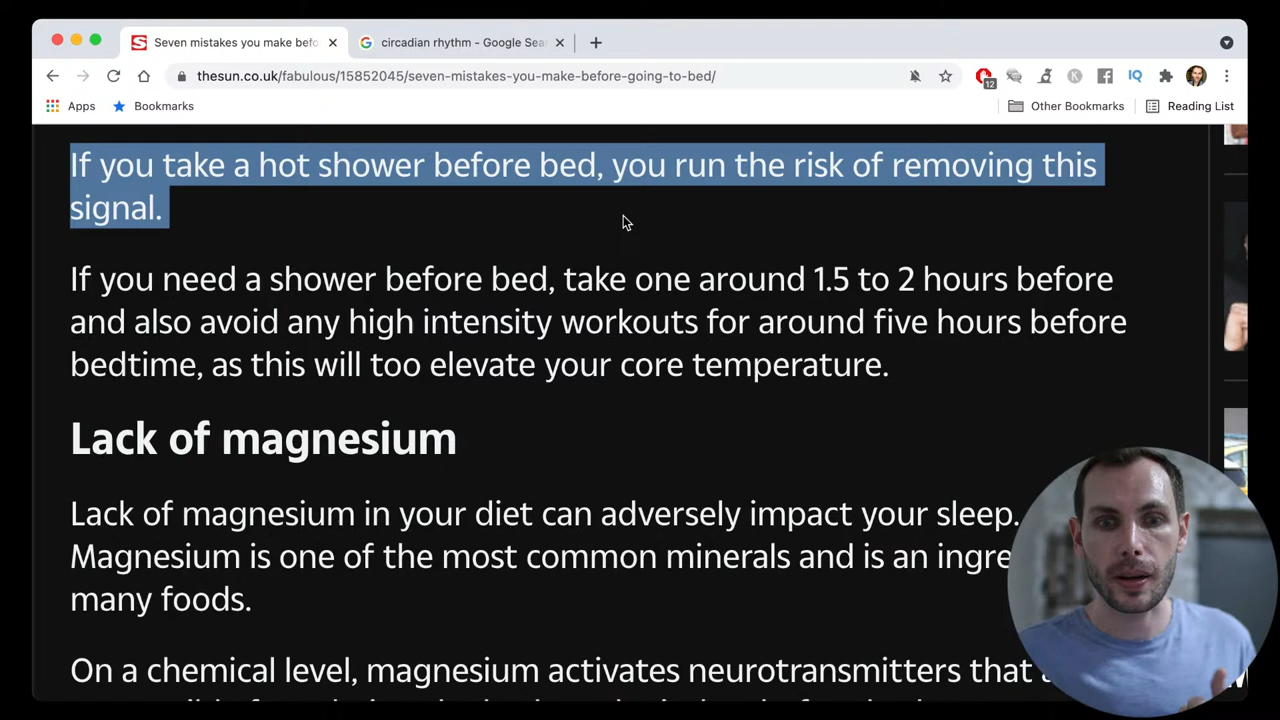 Seven mistakes you make befo
circadian rhythm - Google Sea
thesun.co.uk/fabulous/15852045/seven-mistakes-you-make-before-going-to-bed/
12
K
IQ
Apps
Bookmarks
Other Bookmarks
Reading List
If you take a hot shower before bed, you run the risk of removing this
signal.
If you need a shower before bed, take one around 1.5 to 2 hours before
and also avoid any high intensity workouts for around five hours before
bedtime, as this will too elevate your core temperature.
Lack of magnesium
Lack of magnesium in your diet can adversely impact your sleep.
Magnesium is one of the most common minerals and is an ingre
many foods.
On a chemical level, magnesium activates neurotransmitters that